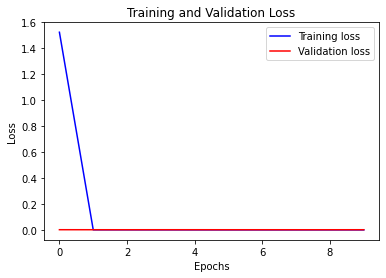 Training and Validation Loss
1.6
1.4
1.2
1.0
0.8
0.6
0.4
0.2
0.0
Loss
Training loss
Validation loss
0 2 4 6 8
Epochs